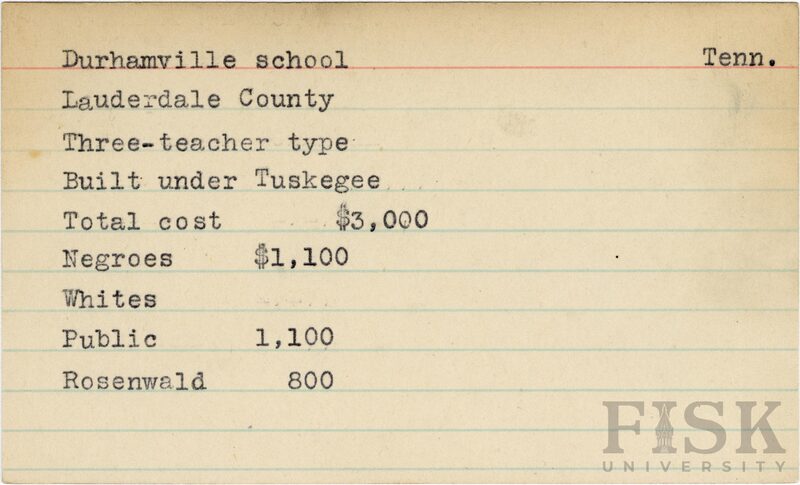 Durhamville school Tenn.
Lauderdale County
Three-teacher type
Built under Tuskegee
Total cost $3,000
Negroes $1,100
Whites
Public 1,100
Rosenwald 800
FISK
UNIVERSITY